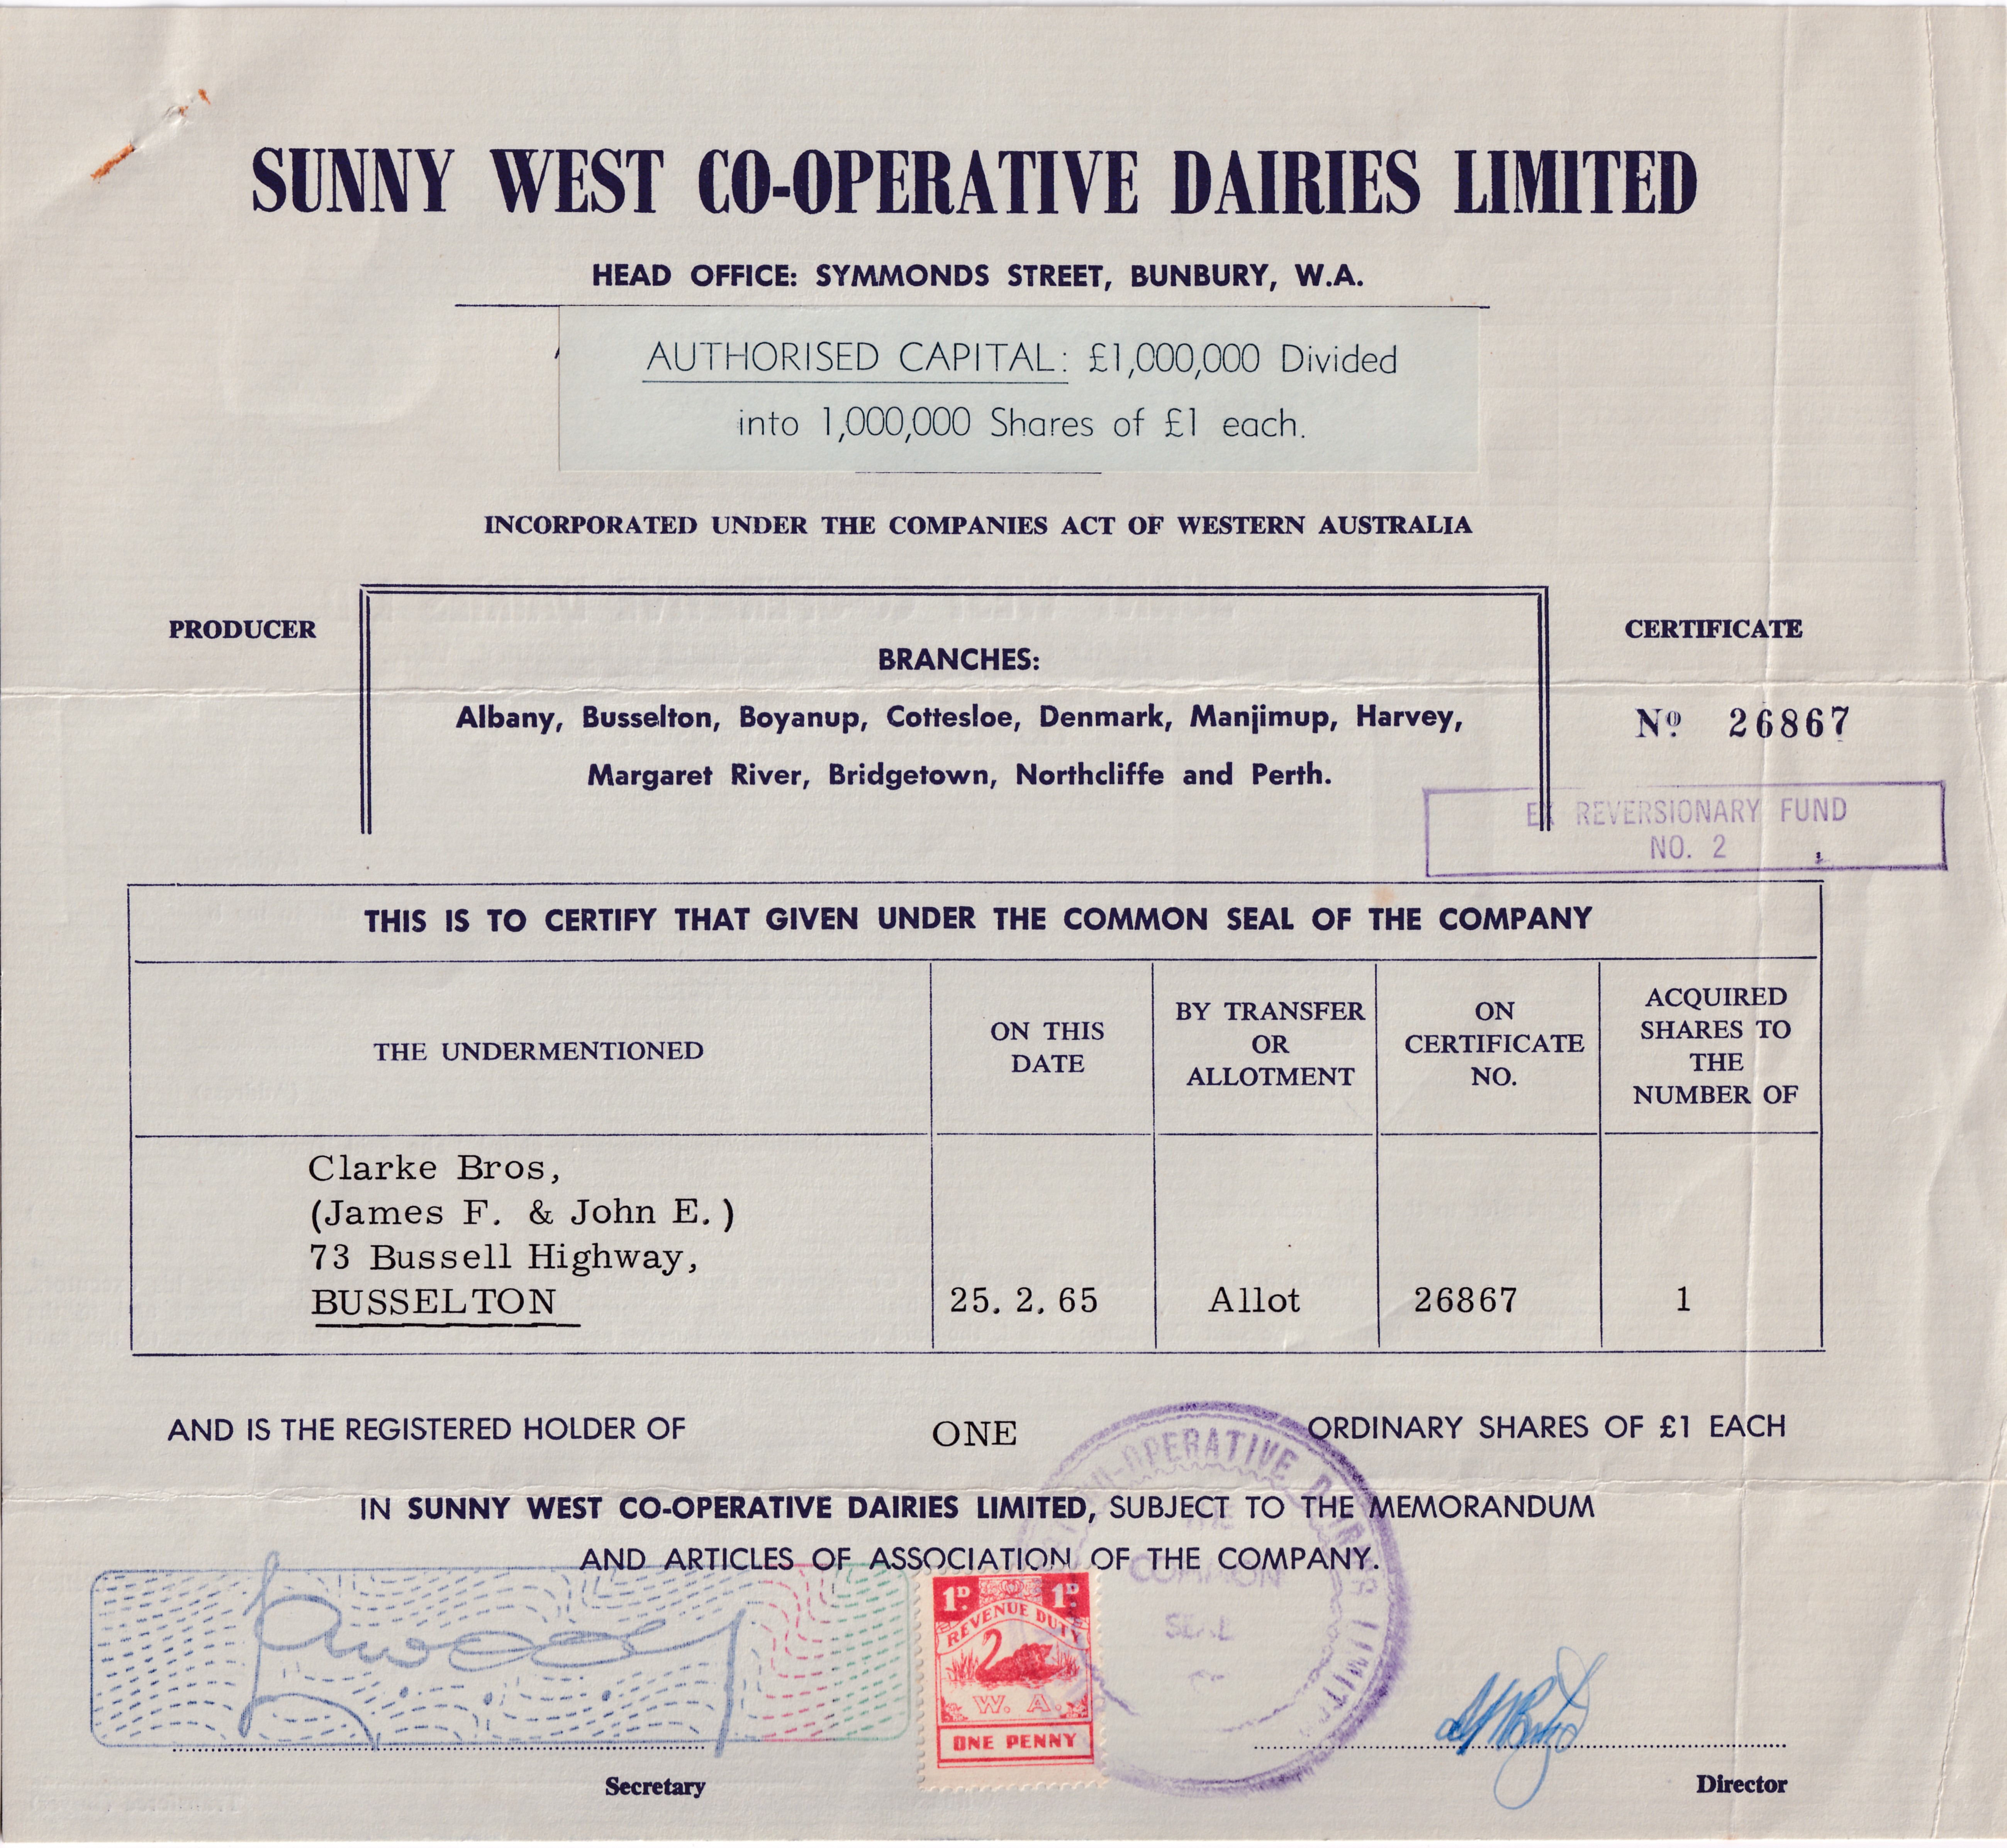 SUNNY WEST CO-OPERATIVE DAIRIES LIMITED
HEAD OFFICE: SYMMONDS STREET, BUNBURY, W.A.
AUTHORISED CAPITAL: £1,000,000 Divided
into 1,000,000 Shares of £1 each.
INCORPORATED UNDER THE COMPANIES ACT OF WESTERN AUSTRALIA
PRODUCER
BRANCHES:
Albany, Busselton, Boyanup, Cottesloe, Denmark, Manjimup, Harvey,
Margaret River, Bridgetown, Northcliffe and Perth.
CERTIFICATE
Nº 26867
EX REVERSIONARY FUND
NO. 2
THIS IS TO CERTIFY THAT GIVEN UNDER THE COMMON SEAL OF THE COMPANY
THE UNDERMENTIONED
ON THIS
DATE
BY TRANSFER
OR
ALLOTMENT
ON
CERTIFICATE
NO.
ACQUIRED
SHARES TO
THE
NUMBER OF
Clarke Bros,
(James F. & John E.)
73 Bussell Highway,
BUSSELTON
25. 2. 65
Allot
26867
1
AND IS THE REGISTERED HOLDER OF ONE ORDINARY SHARES OF £1 EACH
IN SUNNY WEST CO-OPERATIVE DAIRIES LIMITED, SUBJECT TO THE MEMORANDUM
AND ARTICLES OF ASSOCIATION OF THE COMPANY.
CO-OPERATIVE DAIRIES LIMIT
THE
COMMON
SEAL
1D 1D
REVENUE DUTY
W. A.
ONE PENNY
Secretary
Director